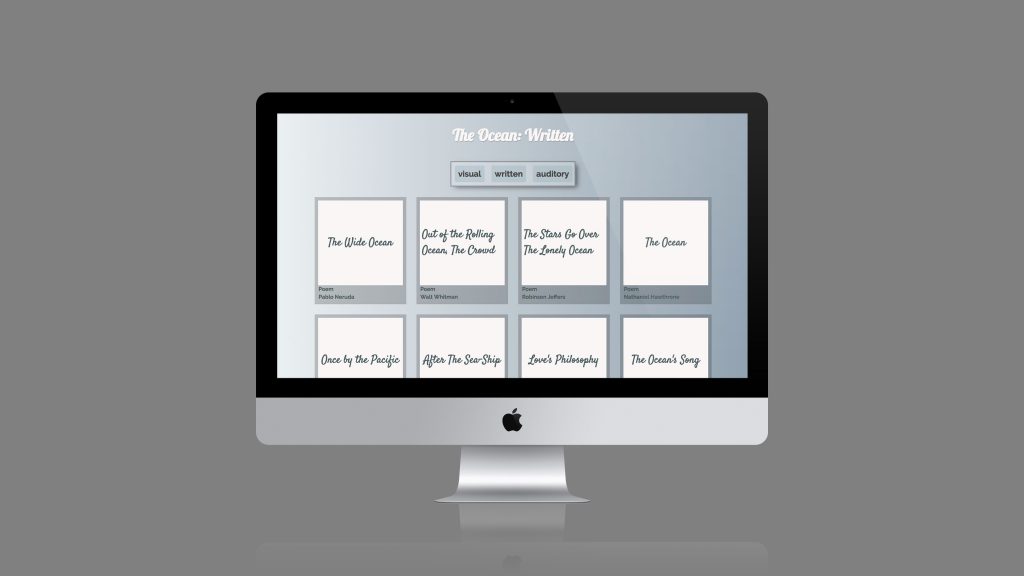 The Ocean: Written
visual written auditory
The Wide Ocean
Poem
Pablo Neruda
Out of the Rolling
Ocean, The Crowd
Poem
Walt Whitman
The Stars Go Over
The Lonely Ocean
Poem
Robinson Jeffers
The Ocean
Poem
Nathaniel Hawthrone
Once by the Pacific
After The Sea-Ship
Love's Philosophy
The Ocean's Song